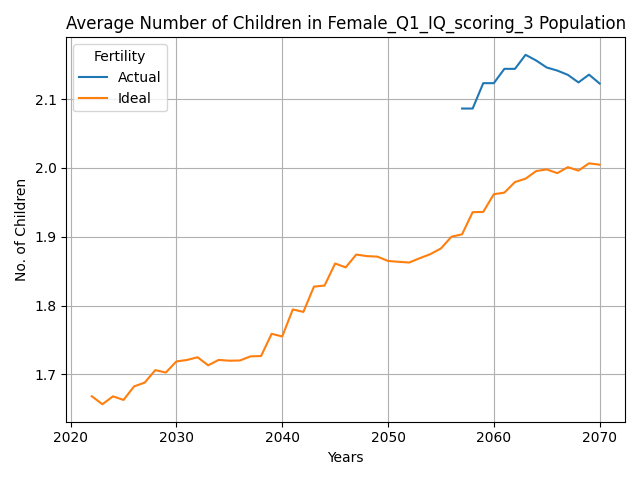 Average Number of Children in Female_Q1_IQ_scoring_3 Population
Fertility
Actual
Ideal
No. of Children
2.1
2.0
1.9
1.8
1.7
2020 2030 2040 2050 2060 2070
Years